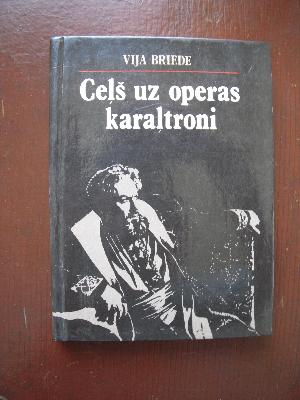 VIJA BRIEDE
Ceļš uz operas
karaļtroni